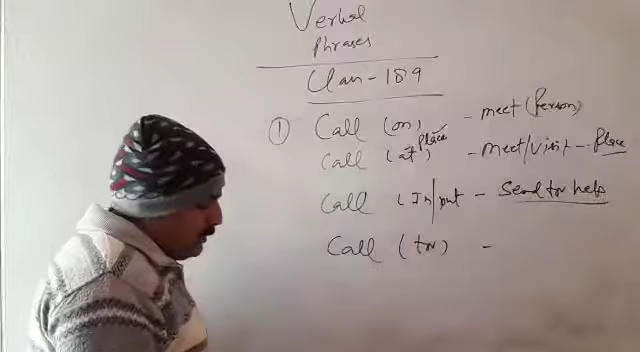 Verbal
Phrases
Class - 189
① Call (on) - meet (Person)
Call (at) place - meet/visit - Place
Call (In/out - Send for help
Call (for) -